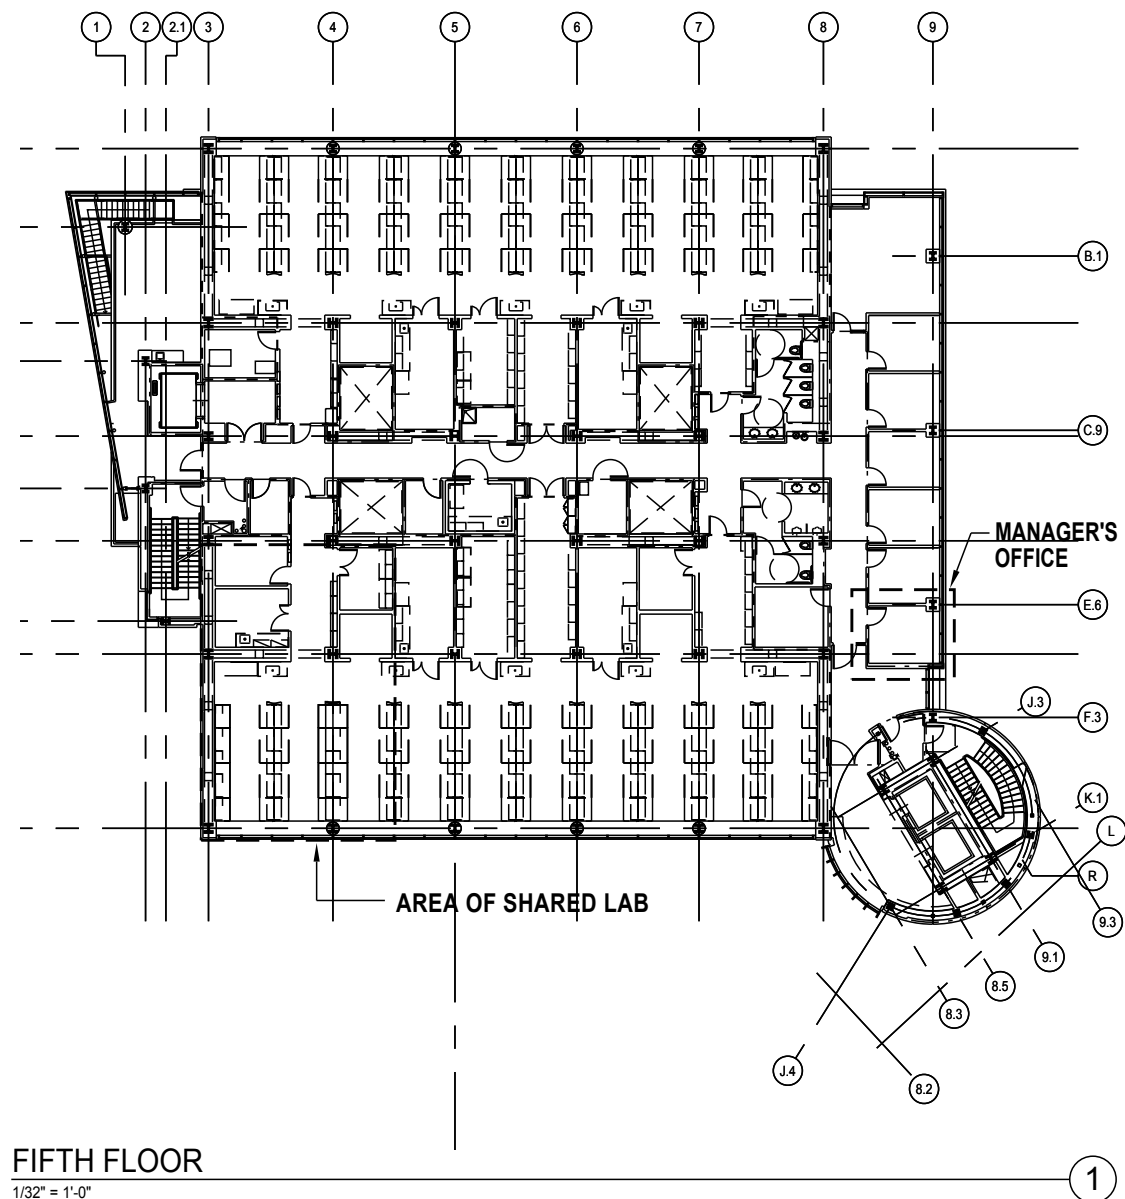 1 2 2.1 3 4 5 6 7 8 9
B.1
C.9
MANAGER'S
OFFICE
E.6
J.3
F.3
K.1
L
R
AREA OF SHARED LAB
9.3
9.1
8.5
8.3
J.4
8.2
FIFTH FLOOR
1/32" = 1'-0"
1